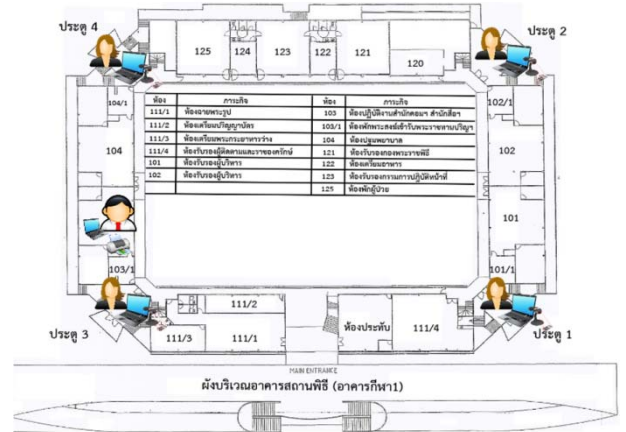 ประตู 4
ประตู 2
125 124 123 122 121 120
104/1
102/1
104
102
101
103/1
101/1
ห้อง ภาระกิจ ห้อง ภาระกิจ
111/1 ห้องฉายพระรูป 103 ห้องปฏิบัติงานสำนักคอมฯ สำนักสื่อฯ
111/2 ห้องเตรียมปริญญาบัตร 103/1 ห้องพักพระสงฆ์เข้ารับพระราชทานปริญญา
111/3 ห้องเตรียมพระกระยาหารว่าง 104 ห้องปฐมพยาบาล
111/4 ห้องรับรองผู้ติดตามและราชองครักษ์ 121 ห้องรับรองกองพระราชพิธี
101 ห้องรับรองผู้บริหาร 122 ห้องเตรียมอาหาร
102 ห้องรับรองผู้บริหาร 123 ห้องรับรองกรรมการปฏิบัติหน้าที่
125 ห้องพักผู้ป่วย
111/2
111/3 111/1
ห้องประทับ 111/4
ประตู 3
ประตู 1
MAIN ENTRANCE
ผังบริเวณอาคารสถานพิธี (อาคารกีฬา1)